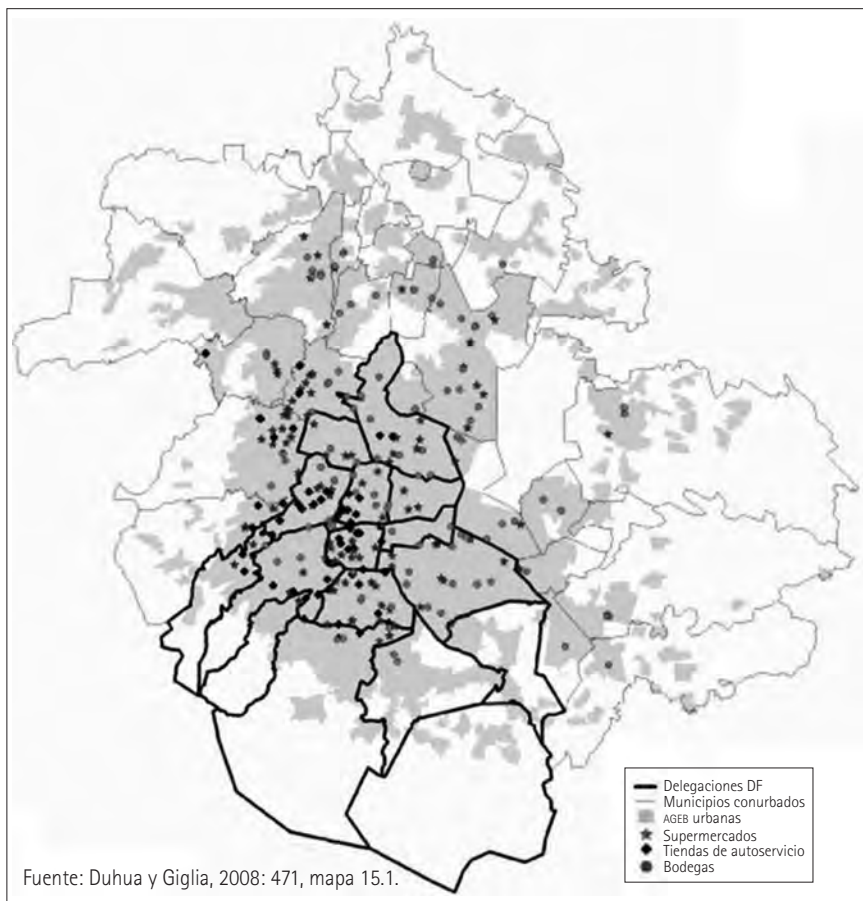 Delegaciones DF
Municipios conurbados
AGEB urbanas
Supermercados
Tiendas de autoservicio
Bodegas
Fuente: Duhua y Giglia, 2008: 471, mapa 15.1.